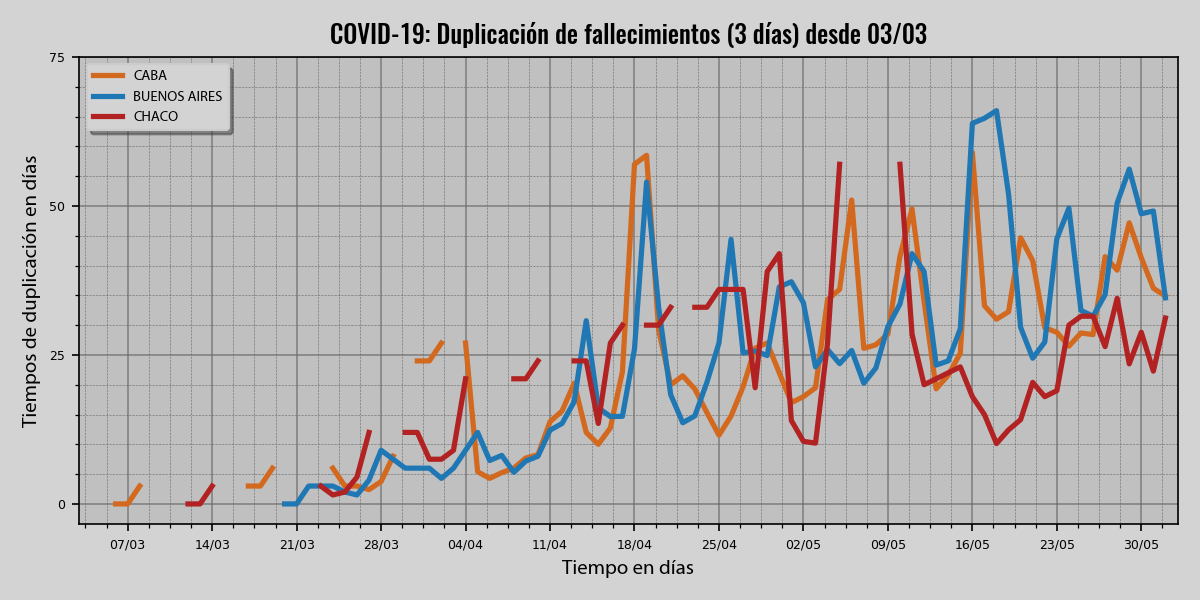 COVID-19: Duplicación de fallecimientos (3 días) desde 03/03
75
CABA
BUENOS AIRES
CHACO
50
25
0
Tiempos de duplicación en días
07/03 14/03 21/03 28/03 04/04 11/04 18/04 25/04 02/05 09/05 16/05 23/05 30/05
Tiempo en días